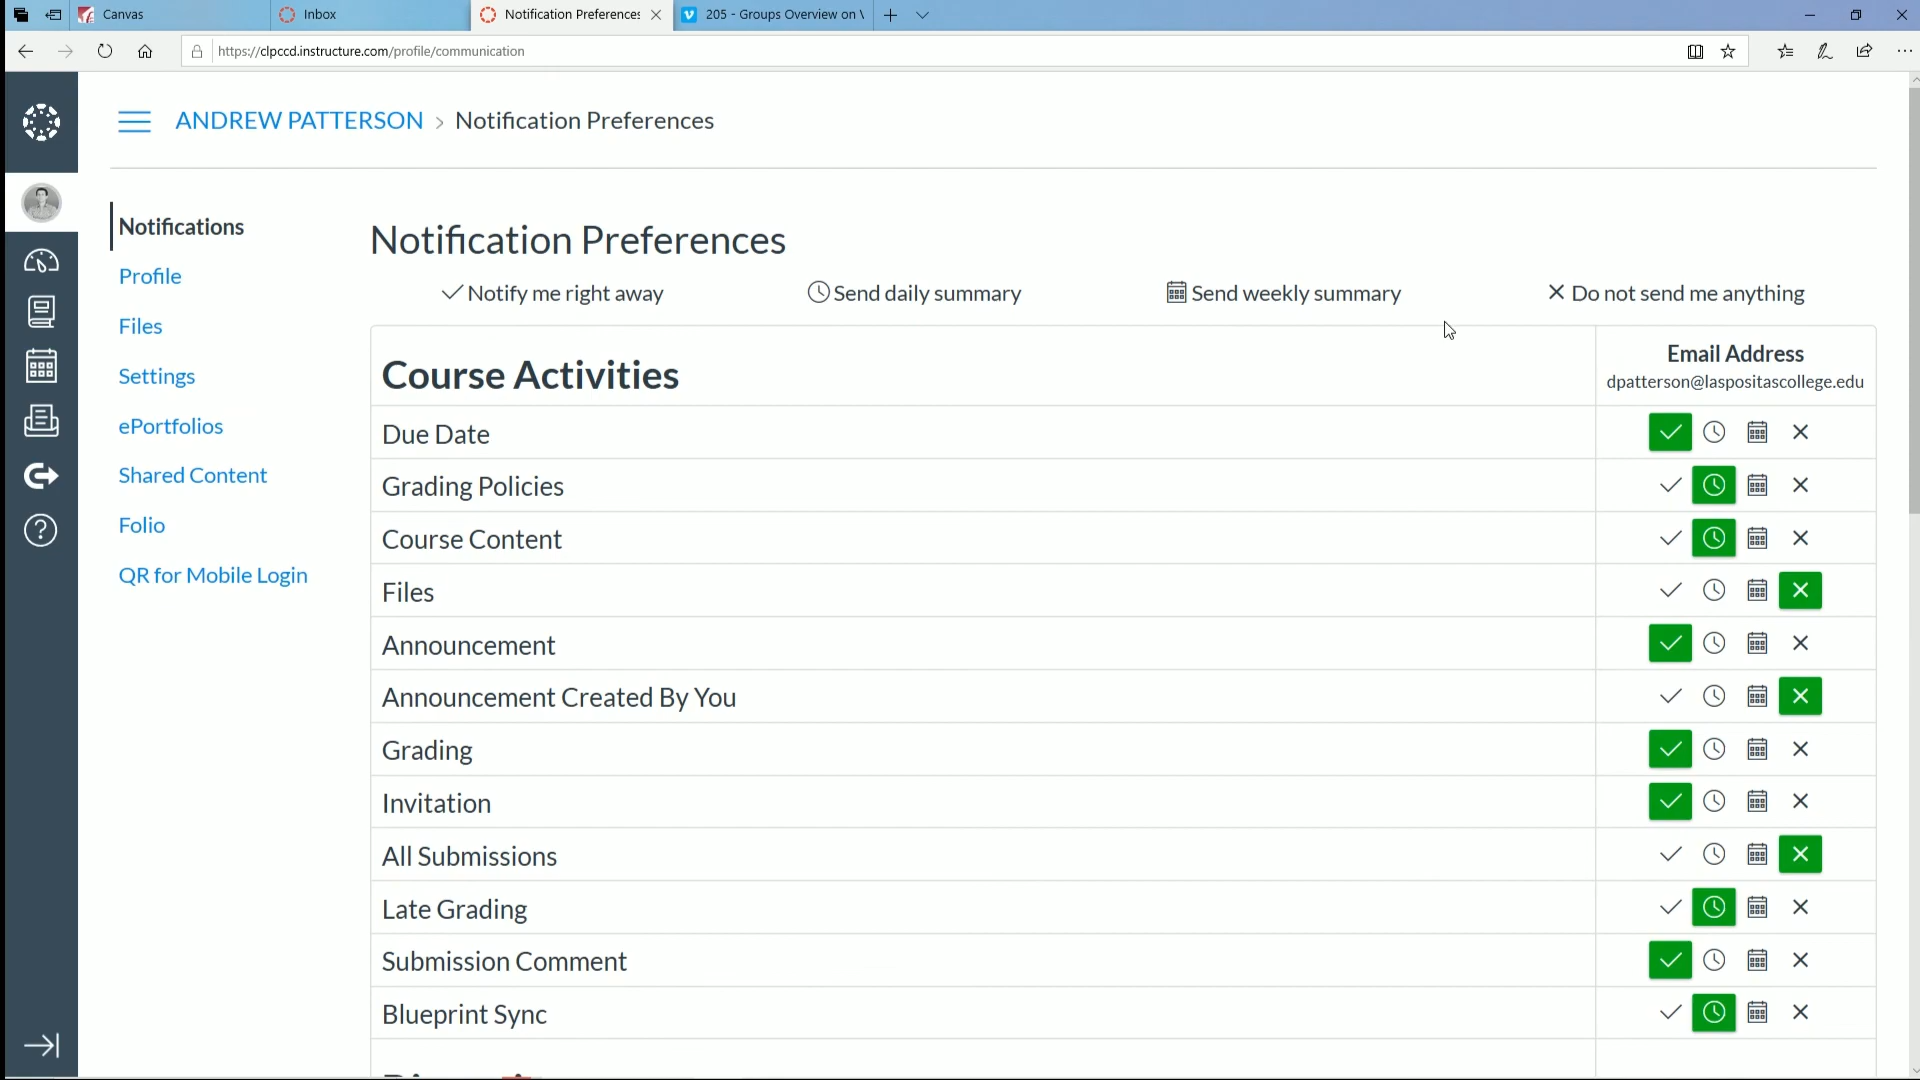 Canvas
Inbox
Notification Preferences
205 - Groups Overview on \
https://clpccd.instructure.com/profile/communication
ANDREW PATTERSON > Notification Preferences
Notifications
Profile
Files
Settings
ePortfolios
Shared Content
Folio
QR for Mobile Login
Notification Preferences
Notify me right away
Send daily summary
Send weekly summary
Do not send me anything
Course Activities
Email Address
dpatterson@laspositascollege.edu
Due Date
Grading Policies
Course Content
Files
Announcement
Announcement Created By You
Grading
Invitation
All Submissions
Late Grading
Submission Comment
Blueprint Sync